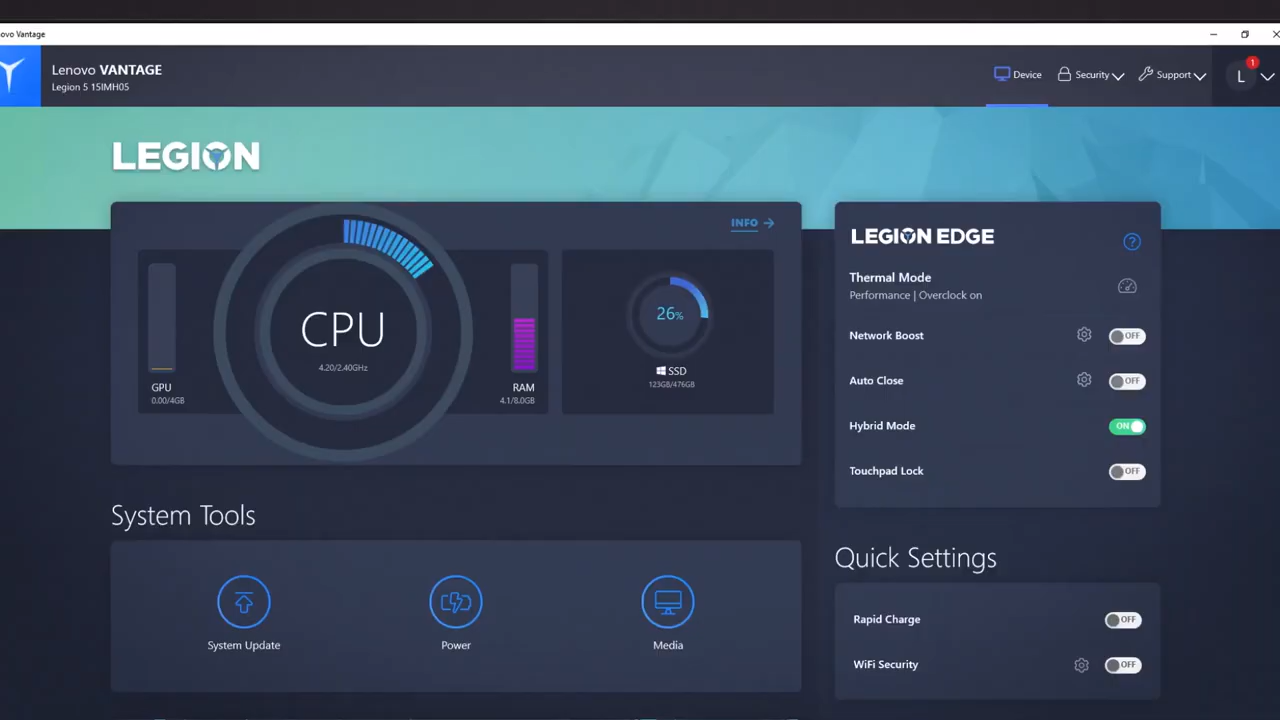 ovo Vantage
Lenovo VANTAGE
Legion 5 15IMH05
Device
Security
Support
L
1
LEGION
INFO
GPU
0.00/4GB
CPU
4.20/2.40GHz
RAM
4.1/8.0GB
26%
SSD
123GB/476GB
LEGION EDGE
?
Thermal Mode
Performance | Overclock on
Network Boost
OFF
Auto Close
OFF
Hybrid Mode
ON
Touchpad Lock
OFF
System Tools
System Update
Power
Media
Quick Settings
Rapid Charge
OFF
WiFi Security
OFF